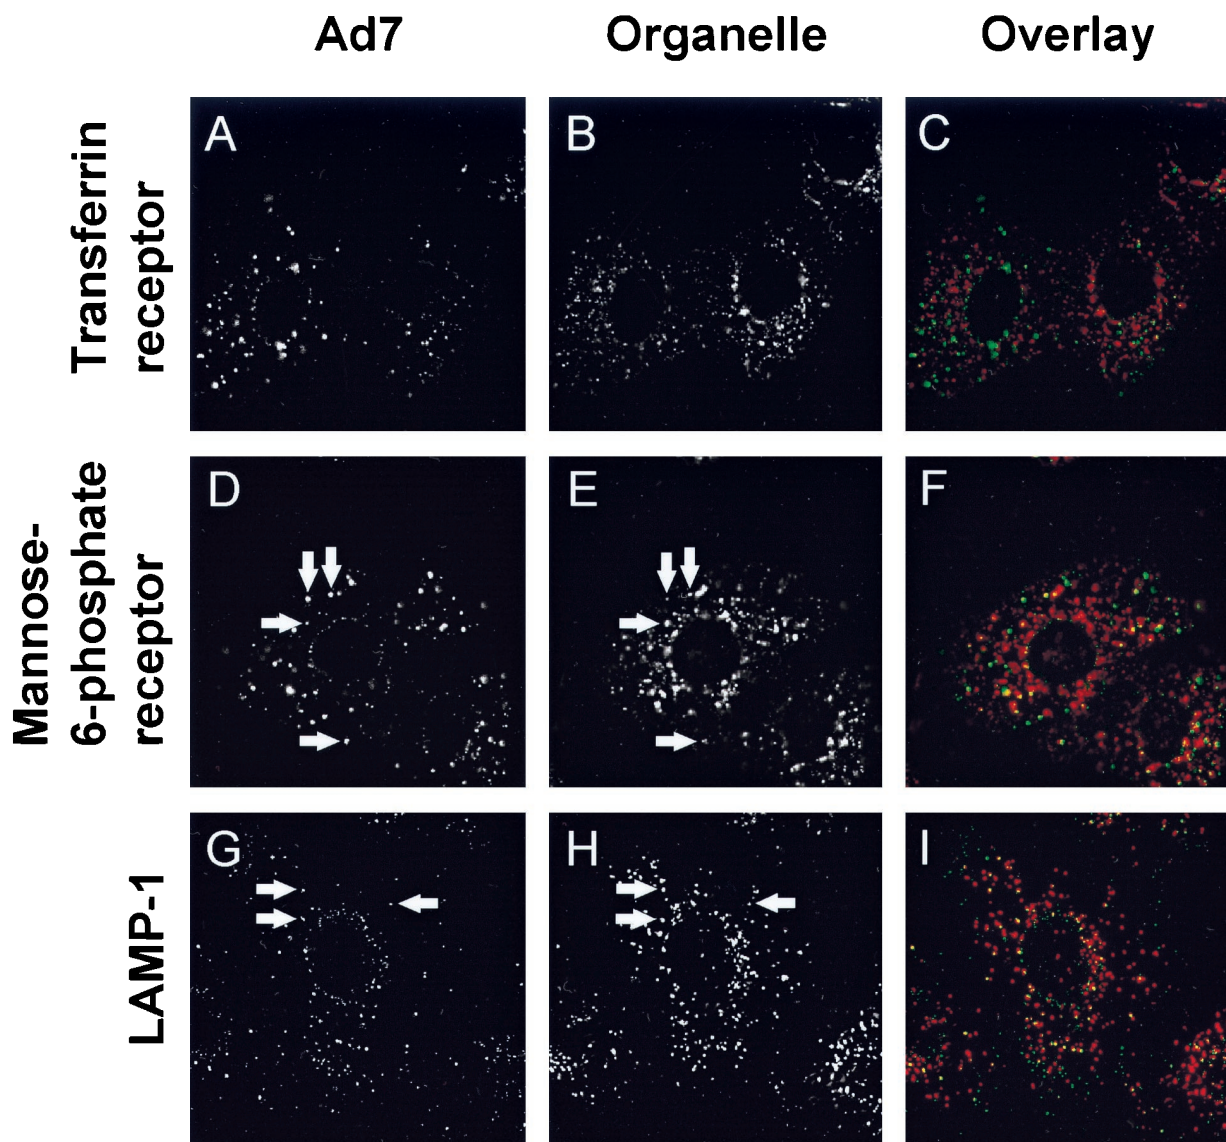 Ad7
Organelle
Overlay
Transferrin
receptor
A
B
C
Mannose-
6-phosphate
receptor
D
E
F
LAMP-1
G
H
I